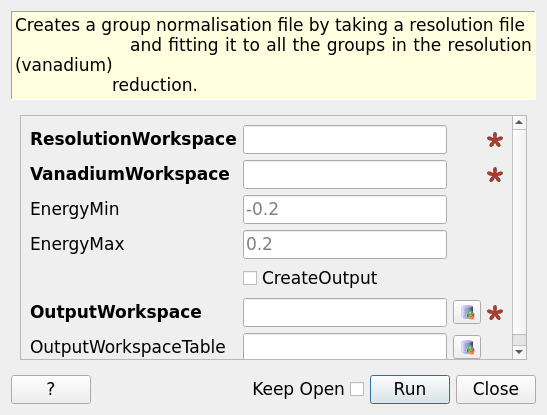 Creates a group normalisation file by taking a resolution file
and fitting it to all the groups in the resolution
(vanadium)
reduction.
ResolutionWorkspace
VanadiumWorkspace
EnergyMin -0.2
EnergyMax 0.2
CreateOutput
OutputWorkspace
OutputWorkspaceTable
? Keep Open Run Close